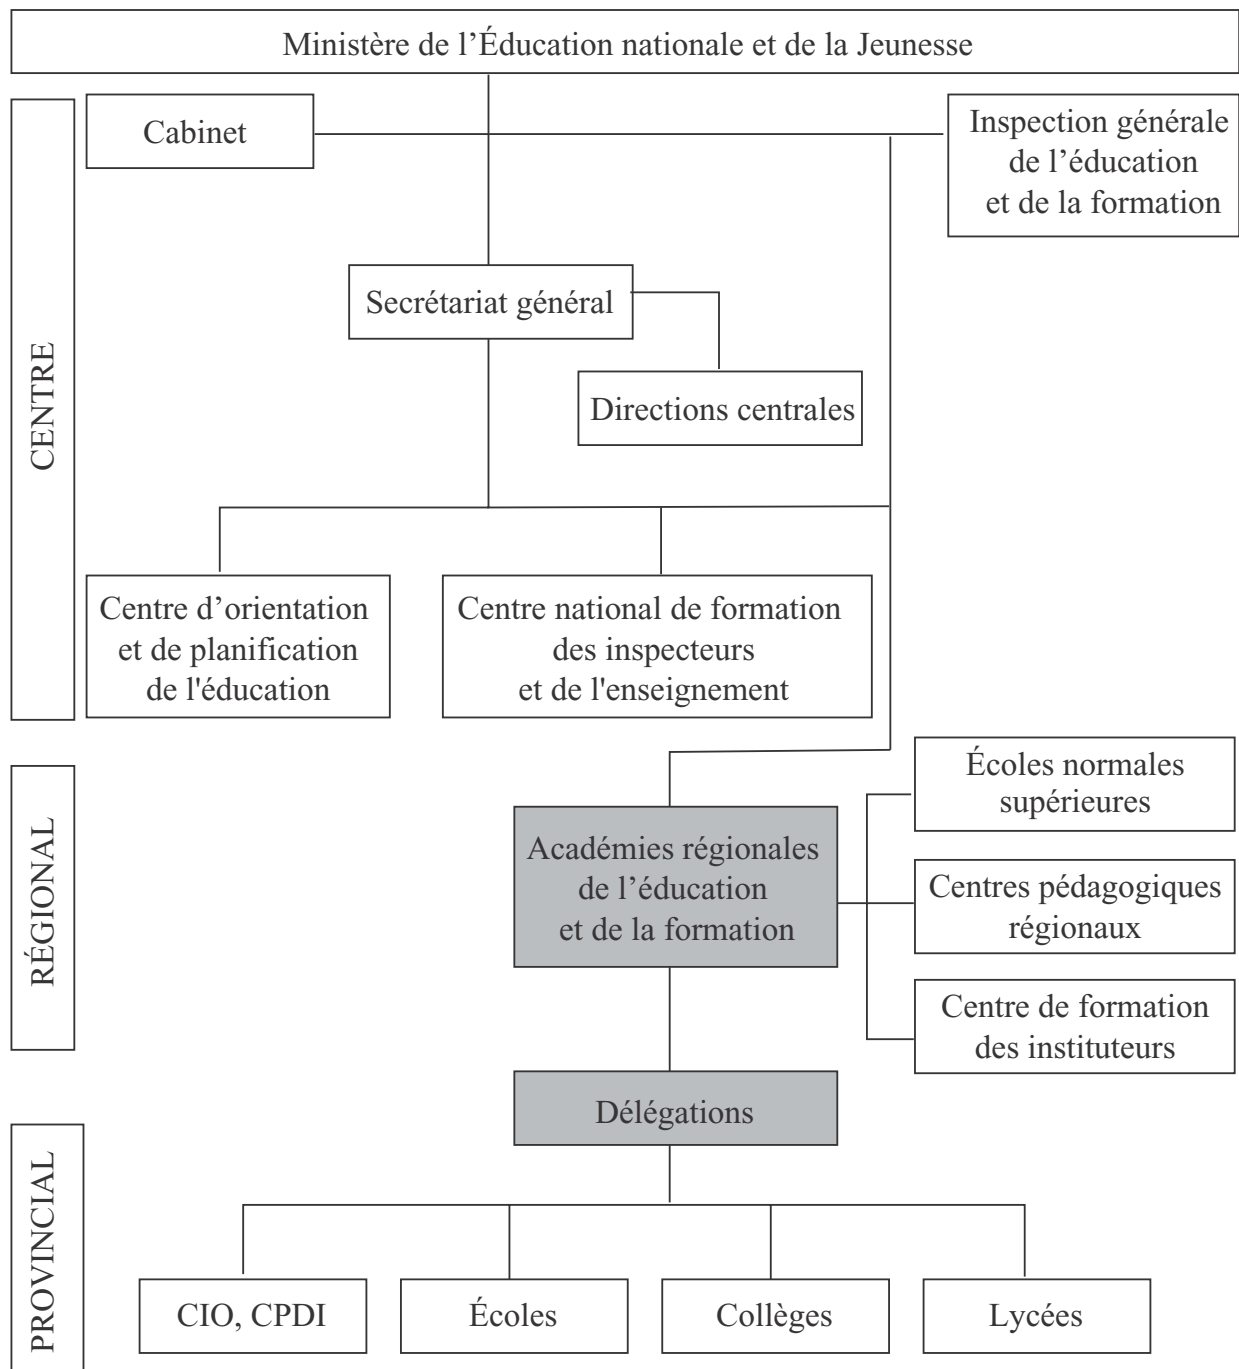 Ministère de l’Éducation nationale et de la Jeunesse
CENTRE
Cabinet
Inspection générale
de l’éducation
et de la formation
Secrétariat général
Directions centrales
Centre d’orientation
et de planification
de l'éducation
Centre national de formation
des inspecteurs
et de l'enseignement
RÉGIONAL
Académies régionales
de l’éducation
et de la formation
Écoles normales
supérieures
Centres pédagogiques
régionaux
Centre de formation
des instituteurs
Délégations
PROVINCIAL
CIO, CPDI
Écoles
Collèges
Lycées